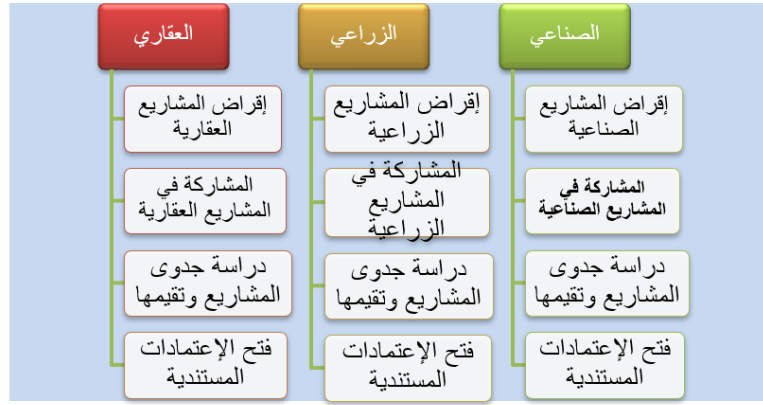 الصناعي
إقراض المشاريع
الصناعية
المشاركة في
المشاريع الصناعية
دراسة جدوى
المشاريع وتقيمها
فتح الإعتمادات
المستندية
الزراعي
إقراض المشاريع
الزراعية
المشاركة في
المشاريع
الزراعية
دراسة جدوى
المشاريع وتقيمها
فتح الإعتمادات
المستندية
العقاري
إقراض المشاريع
العقارية
المشاركة في
المشاريع العقارية
دراسة جدوى
المشاريع وتقيمها
فتح الإعتمادات
المستندية